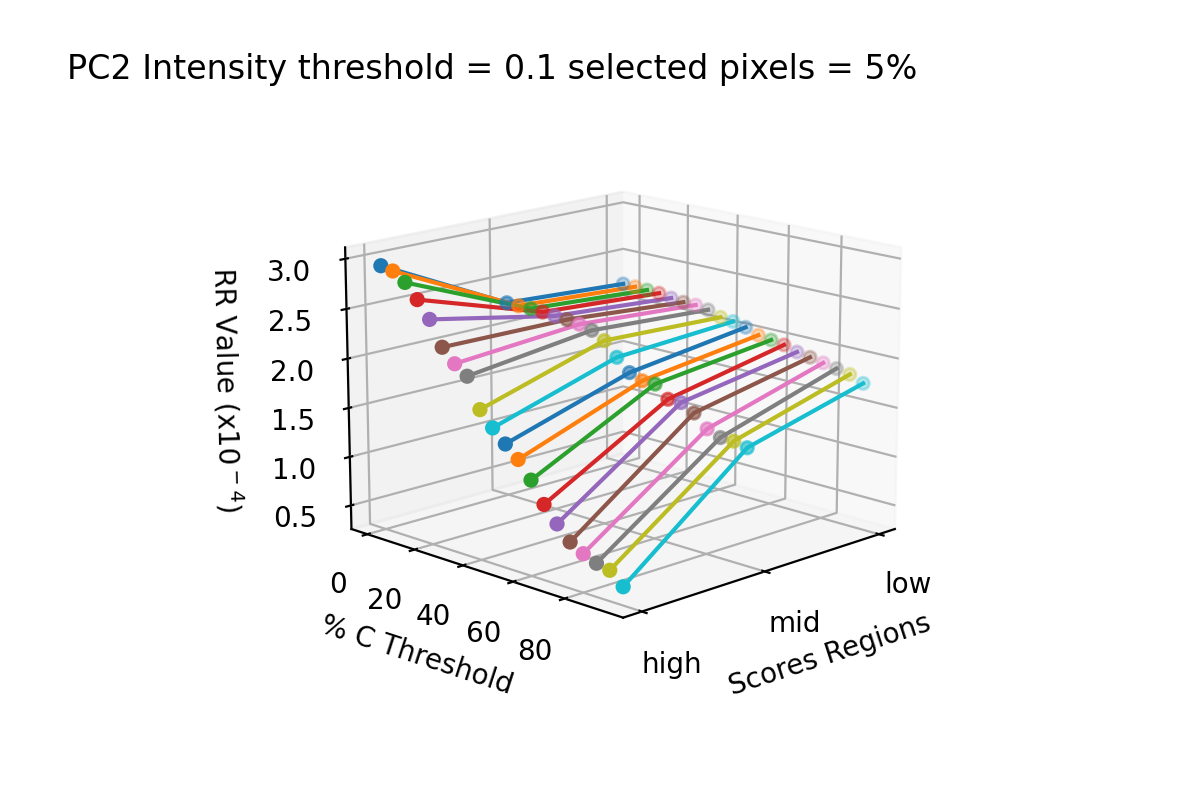 PC2 Intensity threshold = 0.1 selected pixels = 5%
RR Value (x10⁻⁴)
3.0
2.5
2.0
1.5
1.0
0.5
0
20
40
60
80
% C Threshold
low
mid
high
Scores Regions